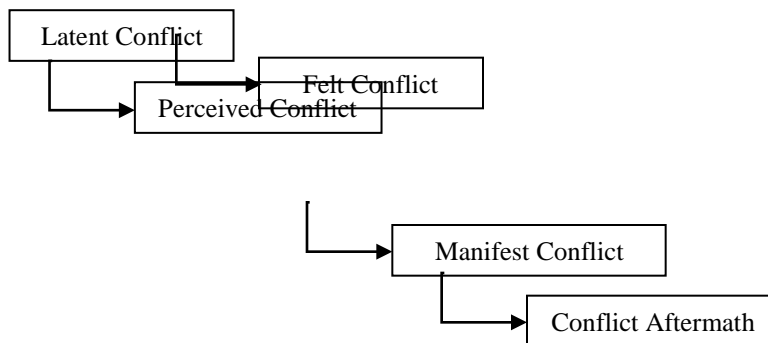 Latent Conflict
Felt Conflict
Perceived Conflict
Manifest Conflict
Conflict Aftermath